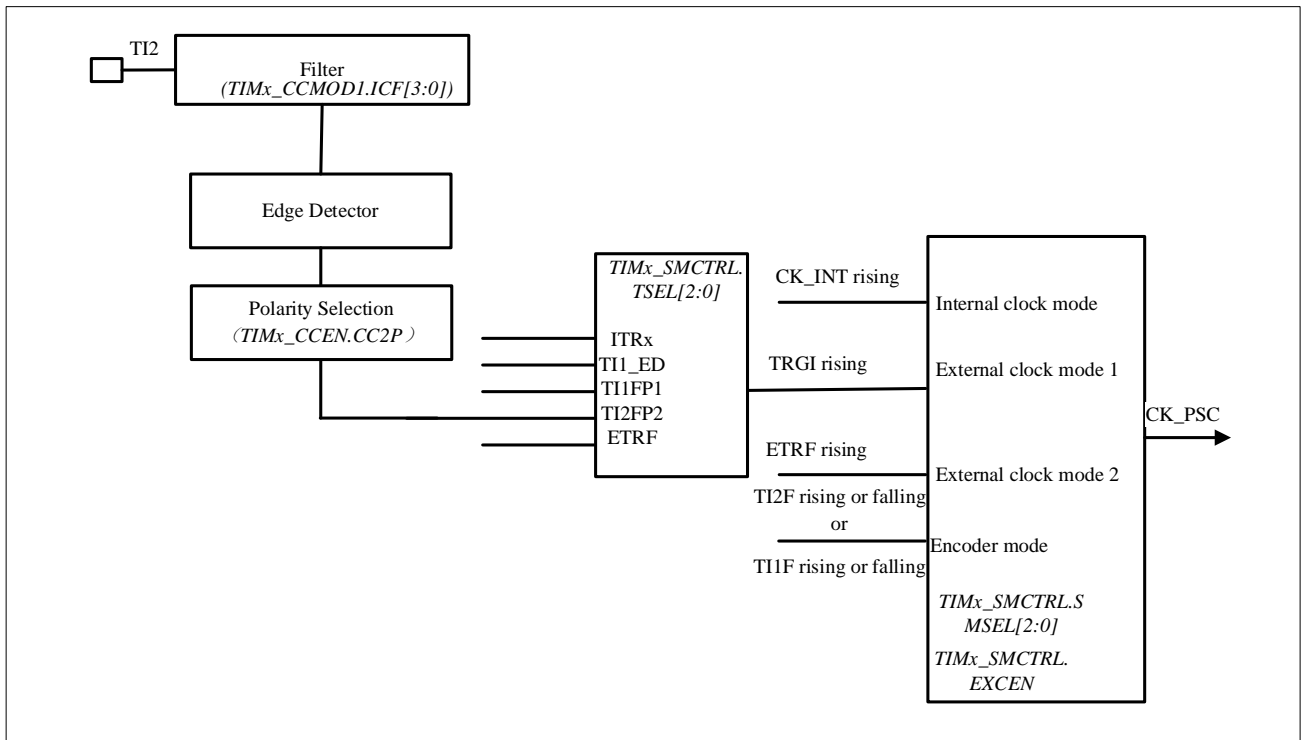 TI2
Filter
(TIMx_CCMOD1.ICF[3:0])
Edge Detector
Polarity Selection
（TIMx_CCEN.CC2P）
TIMx_SMCTRL.
TSEL[2:0]
ITRx
TI1_ED
TI1FP1
TI2FP2
ETRF
CK_INT rising
TRGI rising
ETRF rising
TI2F rising or falling
or
TI1F rising or falling
Internal clock mode
External clock mode 1
External clock mode 2
Encoder mode
TIMx_SMCTRL.S
MSEL[2:0]
TIMx_SMCTRL.
EXCEN
CK_PSC